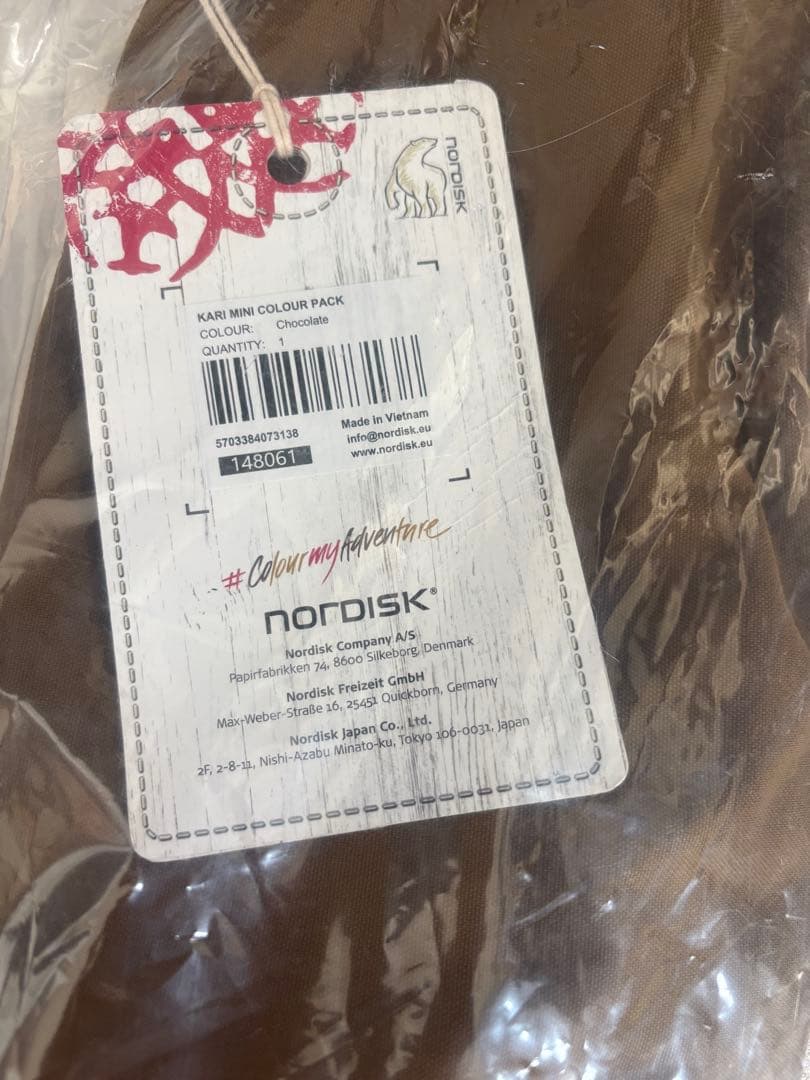 NORDISK
KARI MINI COLOUR PACK
COLOUR: Chocolate
QUANTITY: 1
5703384073138
148061
Made in Vietnam
info@nordisk.eu
www.nordisk.eu
#ColourmyAdventure
NORDISK®
Nordisk Company A/S
Papirfabrikken 74, 8600 Silkeborg, Denmark
Nordisk Freizeit GmbH
Max-Weber-Straße 16, 25451 Quickborn, Germany
Nordisk Japan Co., Ltd.
2F, 2-8-11, Nishi-Azabu Minato-ku, Tokyo 106-0031, Japan